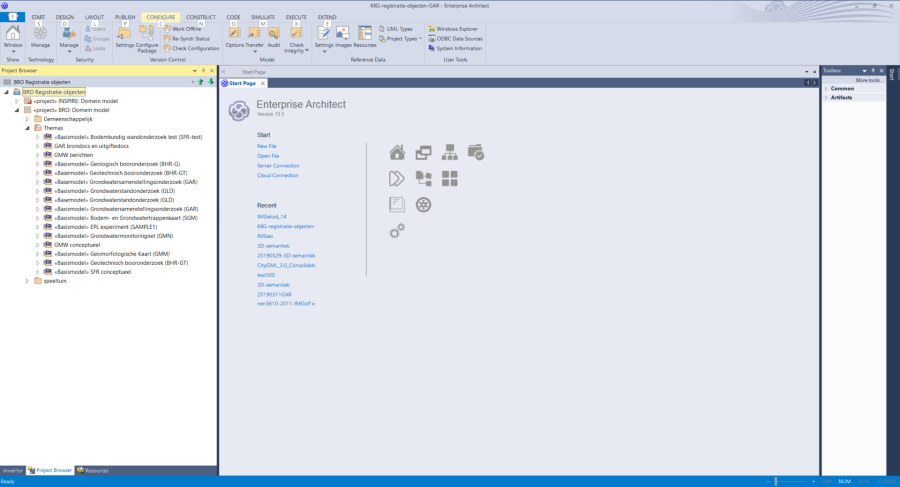 KKG-registratie-objecten-GAR - Enterprise Architect
START DESIGN LAYOUT PUBLISH CONFIGURE CONSTRUCT CODE SIMULATE EXECUTE EXTEND
S D L P C N O M X E
Window
Show
Manage
Technology
Manage
Users
Groups
Locks
Security
Settings Configure Package
Work Offline
Re-Synch Status
Check Configuration
Version Control
Options Transfer Audit Check Integrity
Model
Settings Images Resources
UML Types
Project Types
Reference Data
Windows Explorer
ODBC Data Sources
System Information
User Tools
Project Browser
BRO Registratie objecten
BRO Registratie objecten
«project» INSPIRE: Domein model
«project» BRO: Domein model
Gemeenschappelijk
Themas
«Basismodel» Bodemkundig wandonderzoek test (SFR-test)
GAR brondocs en uitgiftedocs
GMW berichten
«Basismodel» Geologisch booronderzoek (BHR-G)
«Basismodel» Geotechnisch booronderzoek (BHR-GT)
«Basismodel» Grondwatersamenstellingsonderzoek (GAR)
«Basismodel» Grondwaterstandonderzoek (GLD)
«Basismodel» Grondwaterstandonderzoek (GLD)
«Basismodel» Grondwatersamenstellingsonderzoek (GAR)
«Basismodel» Bodem- en Grondwatertrappenkaart (SGM)
«Basismodel» EPL experiment (SAMPLE1)
«Basismodel» Grondwatermonitoringnet (GMN)
GMW conceptueel
«Basismodel» Geomorfologische Kaart (GMM)
«Basismodel» Geotechnisch booronderzoek (BHR-GT)
«Basismodel» SFR conceptueel
speeltuin
Inventor Project Browser Resources
Ready
StartPage
Start Page
Enterprise Architect
Version 13.5
Start
New File
Open File
Server Connection
Cloud Connection
Recent
IMGeluid_14
KKG-registratie-objecten-
IMGeo
3D-semantiek
20190529-3D-semantiek
CityGML_3.0_Consolidati
test300
3D-semantiek
20190311GAR
nen3610-2011-IMGolf w
Toolbox
More tools...
Common
Artifacts
Start
NUM